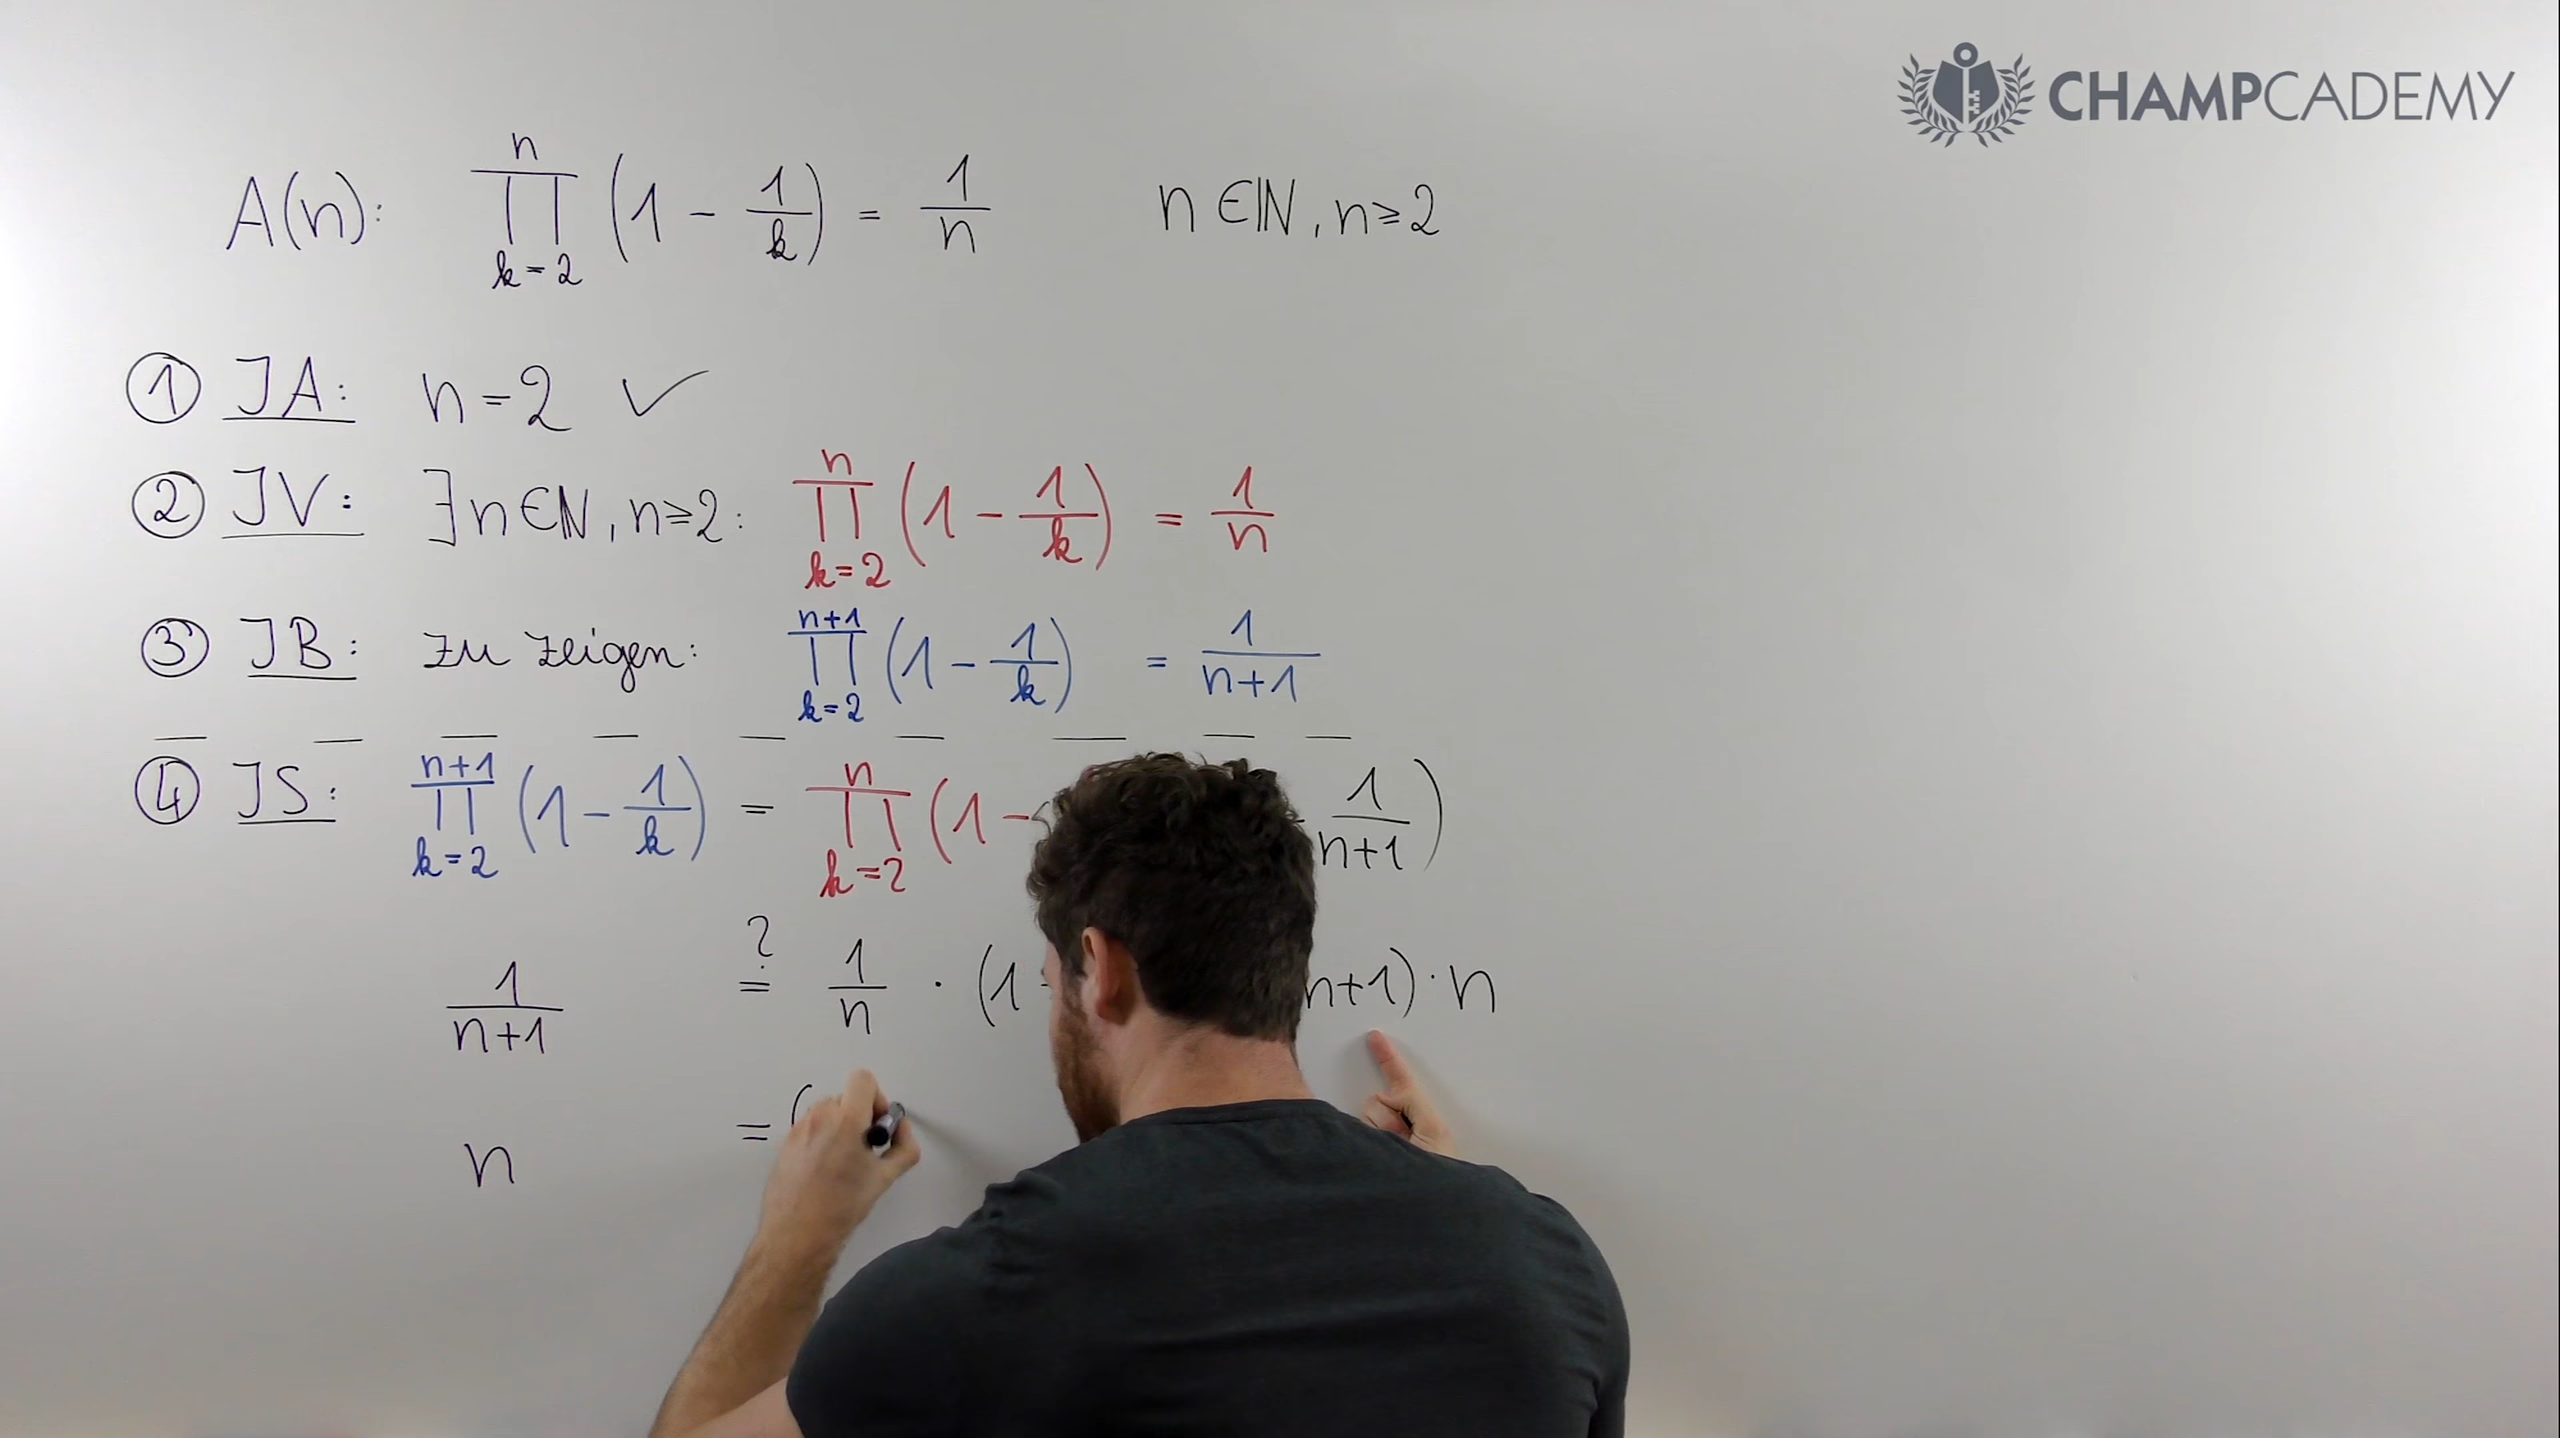 CHAMPCADEMY
A(n): ∏_{k=2}^{n} (1 - 1/k) = 1/n n∈ℕ, n≥2
① IA: n=2 ✓
② IV: ∃n∈ℕ, n≥2: ∏_{k=2}^{n} (1 - 1/k) = 1/n
③ IB: zu zeigen: ∏_{k=2}^{n+1} (1 - 1/k) = 1/(n+1)
④ IS: ∏_{k=2}^{n+1} (1 - 1/k) = ∏_{k=2}^{n} (1 - 1/(n+1))
1/(n+1) ?= 1/n · (1 n+1) · n
n = (